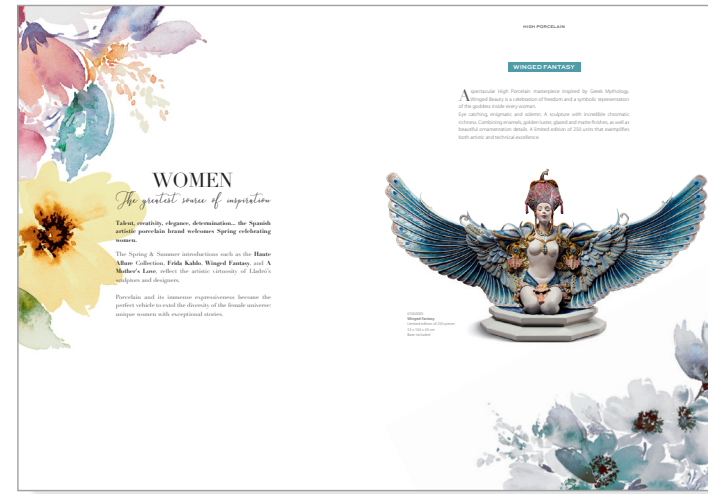 WOMEN
The greatest source of inspiration
Talent, creativity, elegance, determination... the Spanish
artistic porcelain brand welcomes Spring celebrating
women.
The Spring & Summer introductions such as the Haute
Allure Collection, Frida Kahlo, Winged Fantasy, and A
Mother's Love, reflect the artistic virtuosity of Lladró's
sculptors and designers.
Porcelain and its immense expressiveness become the
perfect vehicle to extol the diversity of the female universe:
unique women with exceptional stories.
HIGH PORCELAIN
WINGED FANTASY
A spectacular High Porcelain masterpiece inspired by Greek Mythology.
Winged Beauty is a celebration of freedom and a symbolic representation
of the goddess inside every woman.
Eye catching, enigmatic and solemn. A sculpture with incredible chromatic
richness. Combining enamels, golden lustre, glazed and matte finishes, as well as
beautiful ornamentation details. A limited edition of 250 units that exemplifies
both artistic and technical excellence.
Winged Fantasy
Limited edition of 250 pieces
Base included